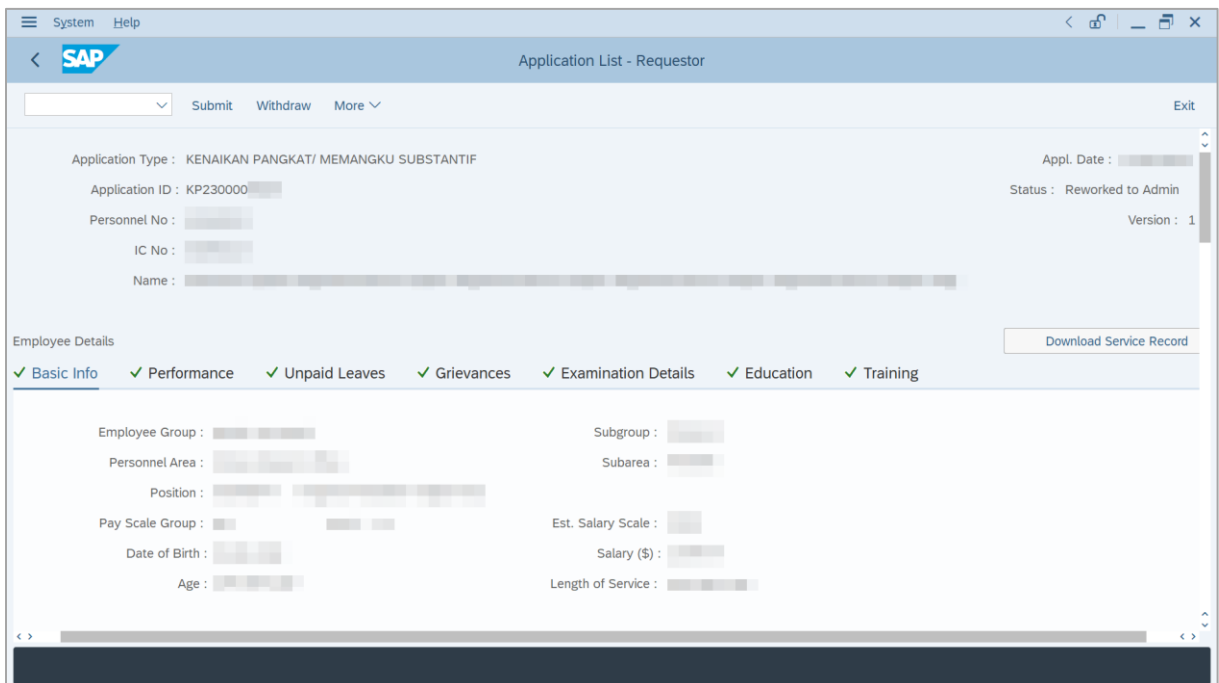 System Help
SAP Application List - Requestor
Submit Withdraw More Exit
Application Type : KENAIKAN PANGKAT/ MEMANGKU SUBSTANTIF Appl. Date :
Application ID : KP230000 Status : Reworked to Admin
Personnel No : Version : 1
IC No :
Name :
Employee Details Download Service Record
Basic Info Performance Unpaid Leaves Grievances Examination Details Education Training
Employee Group : Subgroup :
Personnel Area : Subarea :
Position :
Pay Scale Group : Est. Salary Scale :
Date of Birth : Salary ($) :
Age : Length of Service :